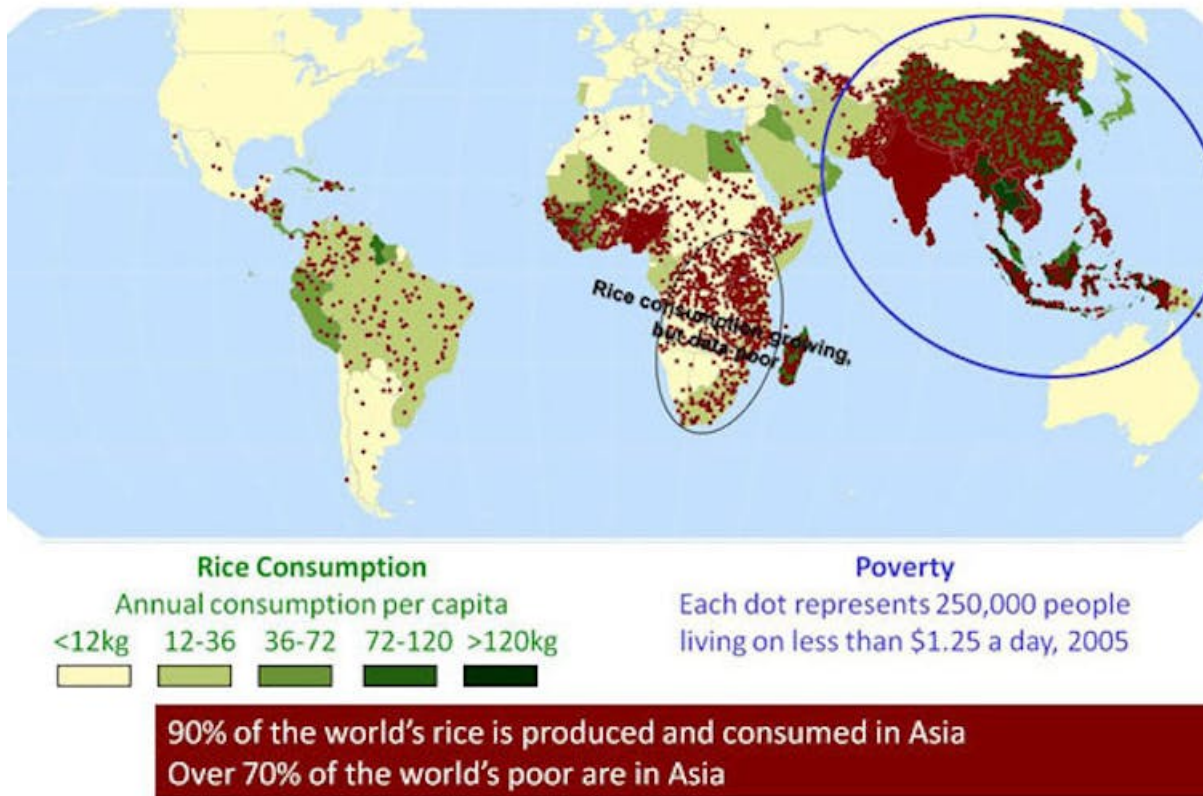 Rice consumption growing,
but data poor
Rice Consumption
Annual consumption per capita
<12kg 12-36 36-72 72-120 >120kg
Poverty
Each dot represents 250,000 people
living on less than $1.25 a day, 2005
90% of the world's rice is produced and consumed in Asia
Over 70% of the world's poor are in Asia